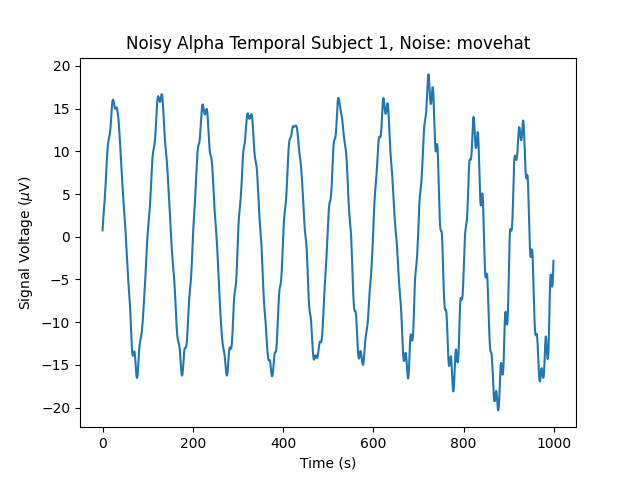 Noisy Alpha Temporal Subject 1, Noise: movehat
Signal Voltage (μV)
20
15
10
5
0
−5
−10
−15
−20
0 200 400 600 800 1000
Time (s)